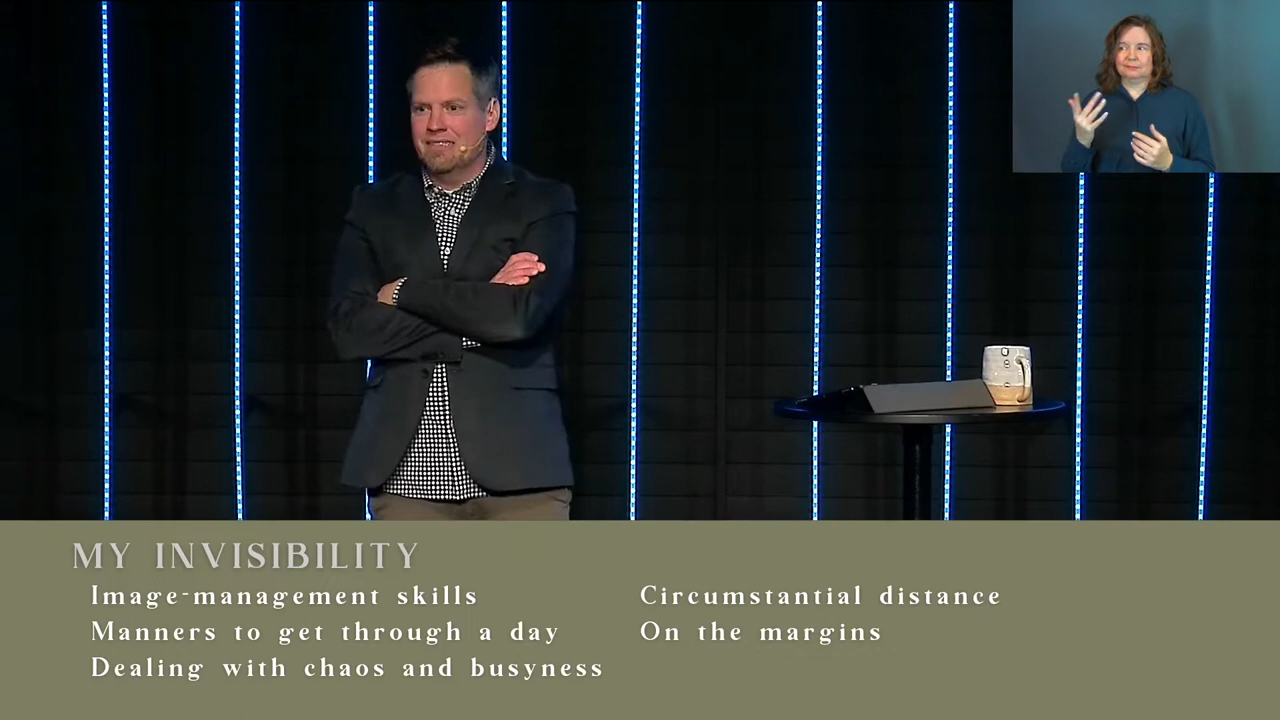 MY INVISIBILITY
Image-management skills
Manners to get through a day
Dealing with chaos and busyness
Circumstantial distance
On the margins